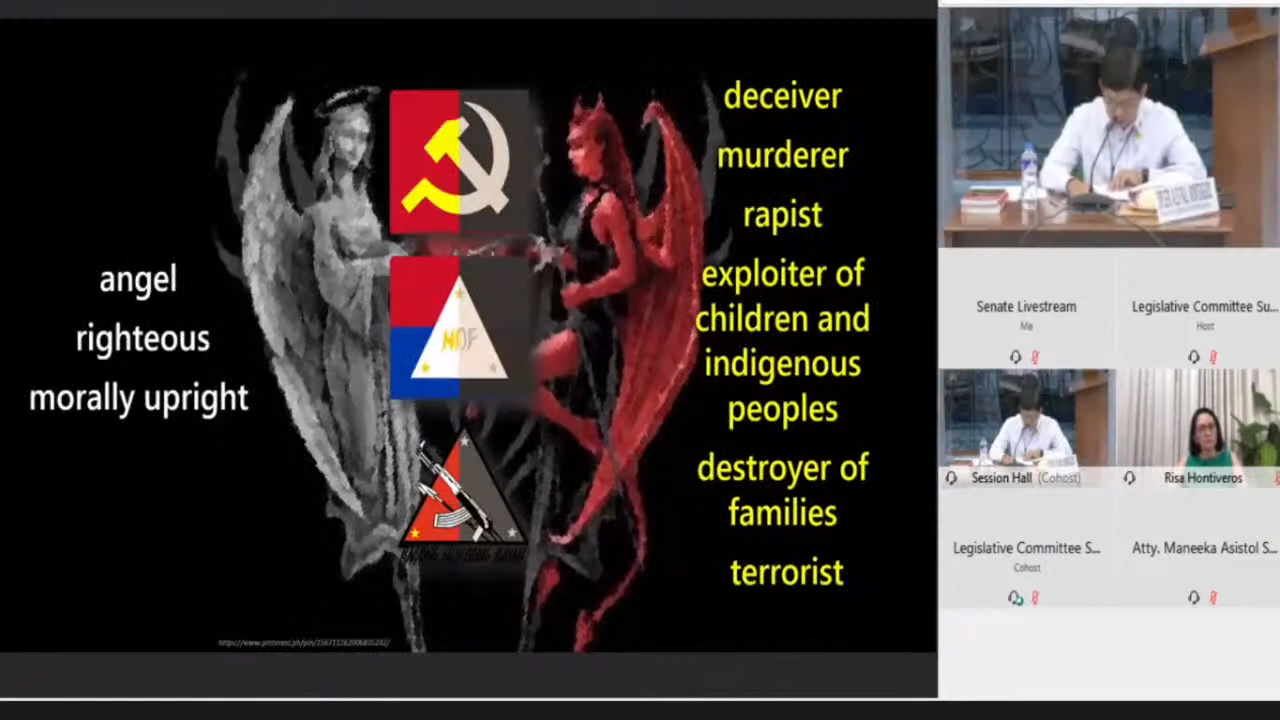 angel
righteous
morally upright
NDF
deceiver
murderer
rapist
exploiter of
children and
indigenous
peoples
destroyer of
families
terrorist
Senate Livestream
Me
Legislative Committee Su...
Host
Session Hall (Cohost)
Risa Hontiveros
Legislative Committee S...
Cohost
Atty. Maneeka Asistol S...